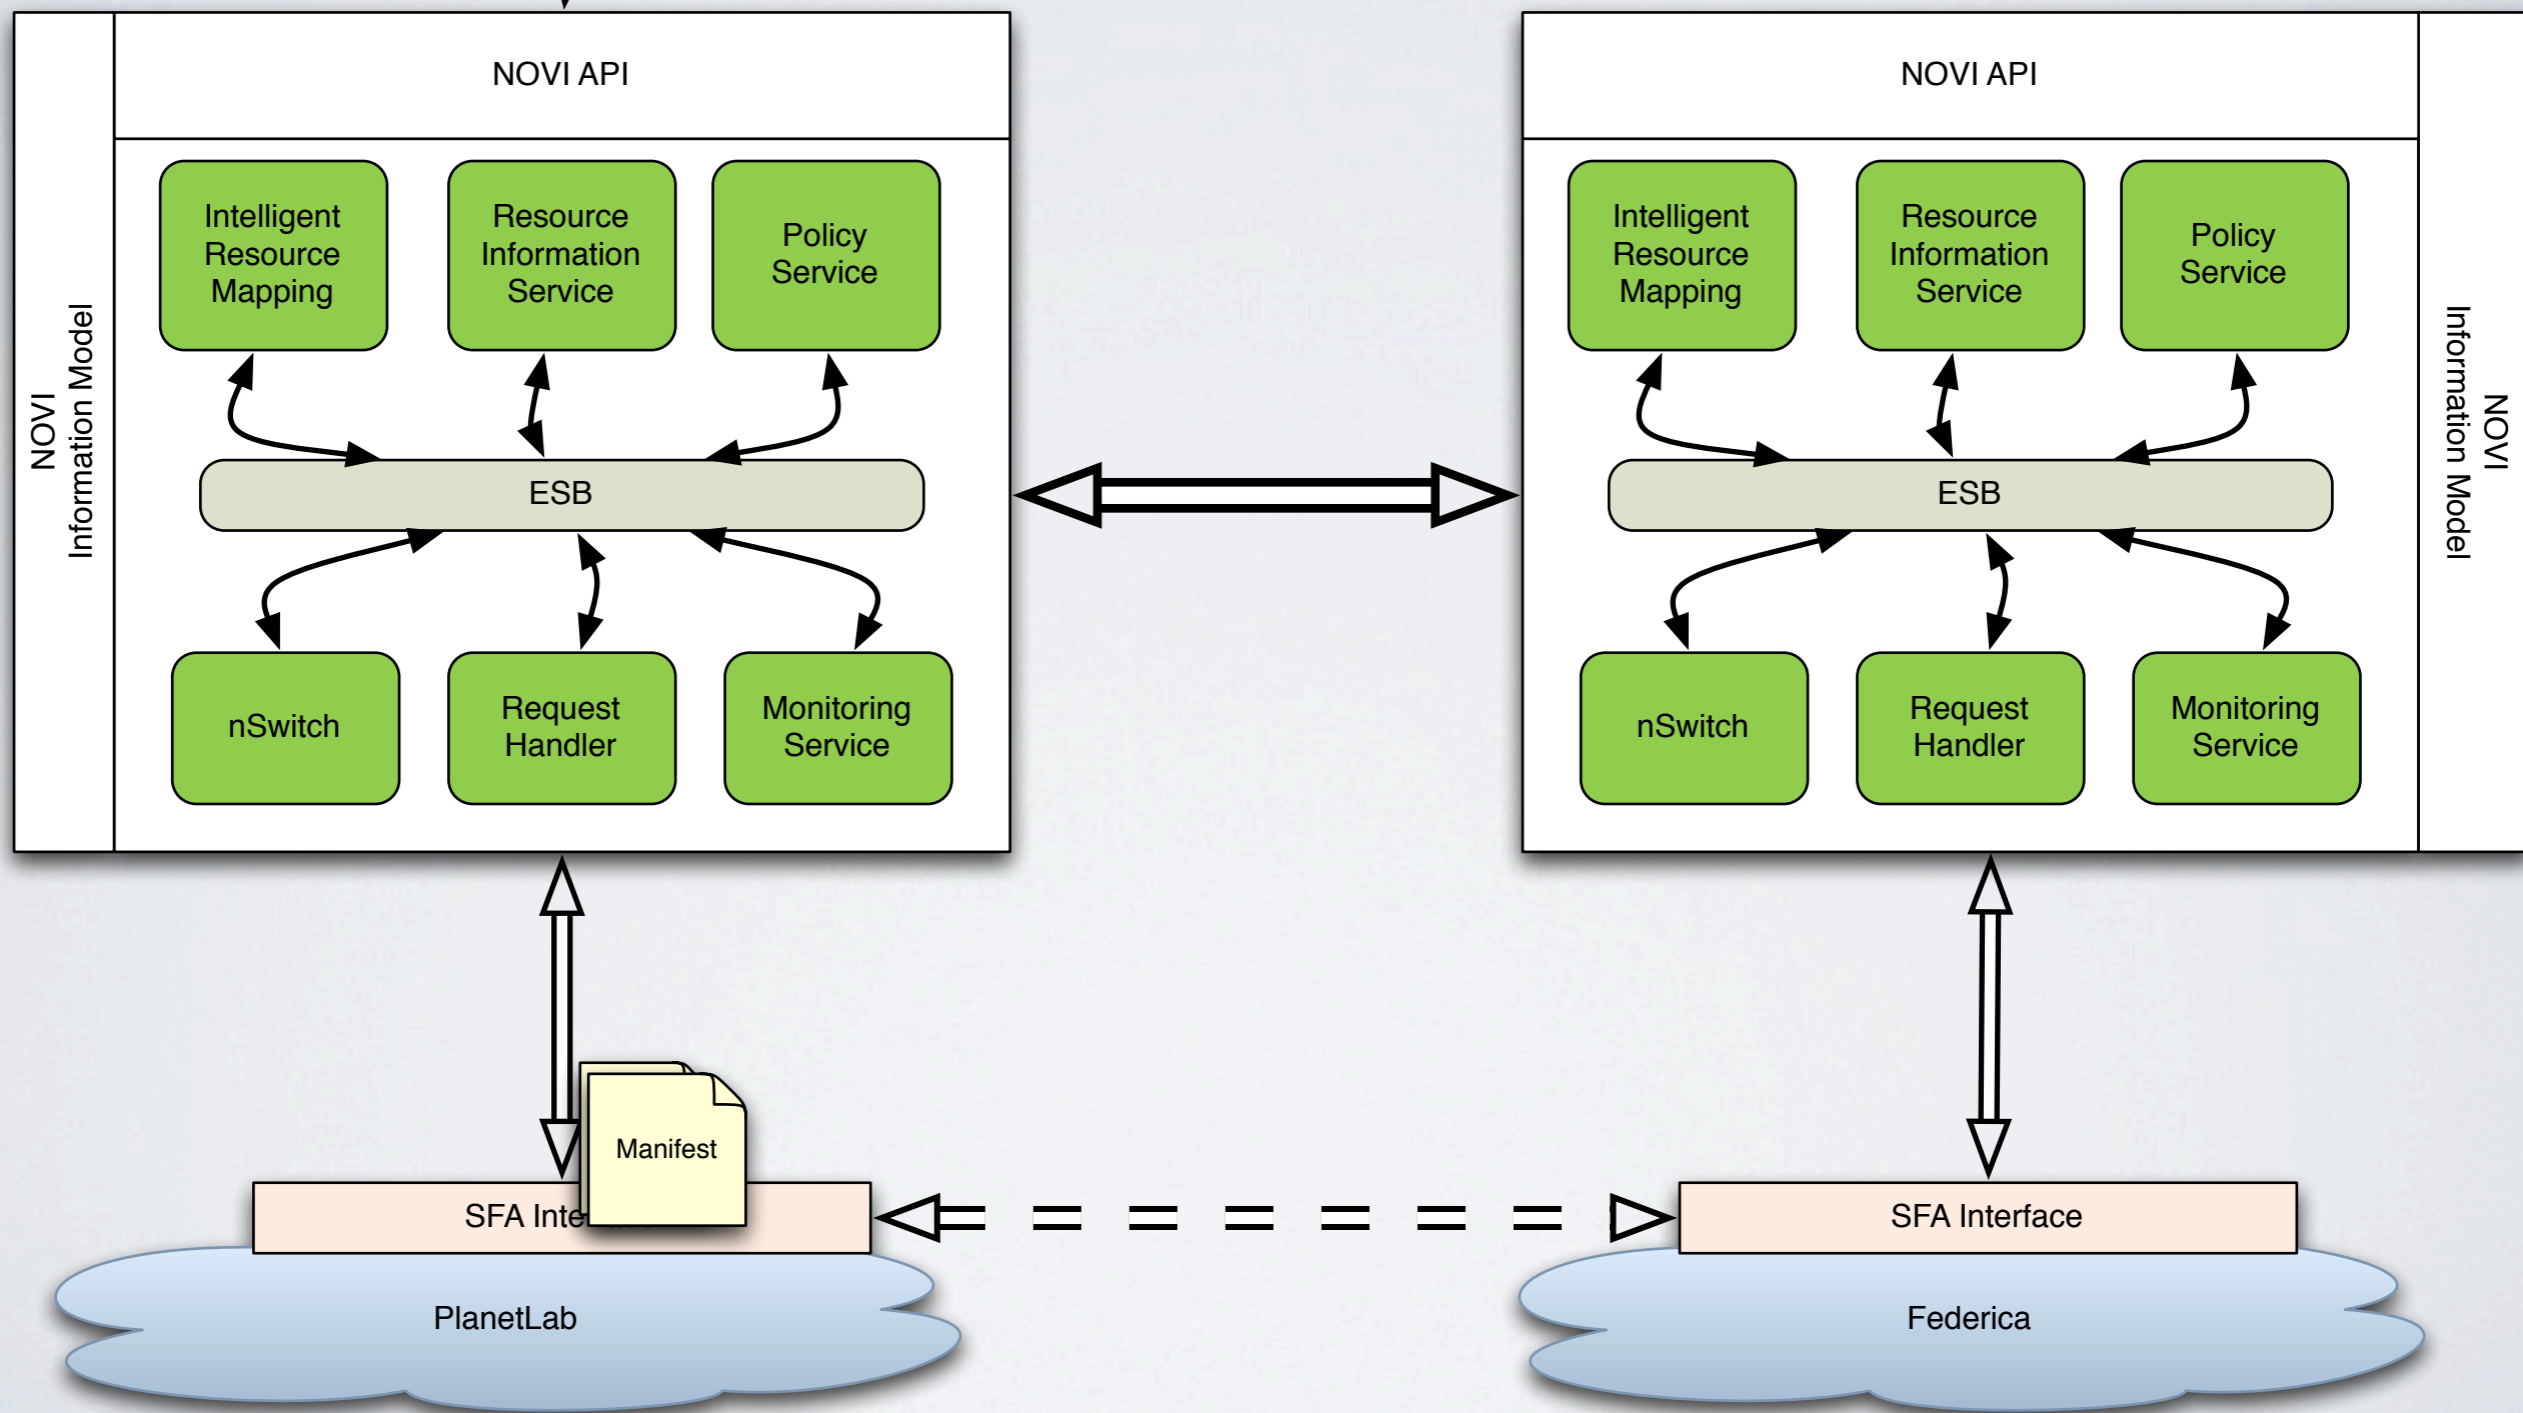 NOVI API
NOVI
Information Model
Intelligent
Resource
Mapping
Resource
Information
Service
Policy
Service
ESB
nSwitch
Request
Handler
Monitoring
Service
NOVI API
NOVI
Information Model
Intelligent
Resource
Mapping
Resource
Information
Service
Policy
Service
ESB
nSwitch
Request
Handler
Monitoring
Service
Manifest
SFA
PlanetLab
SFA Interface
Federica